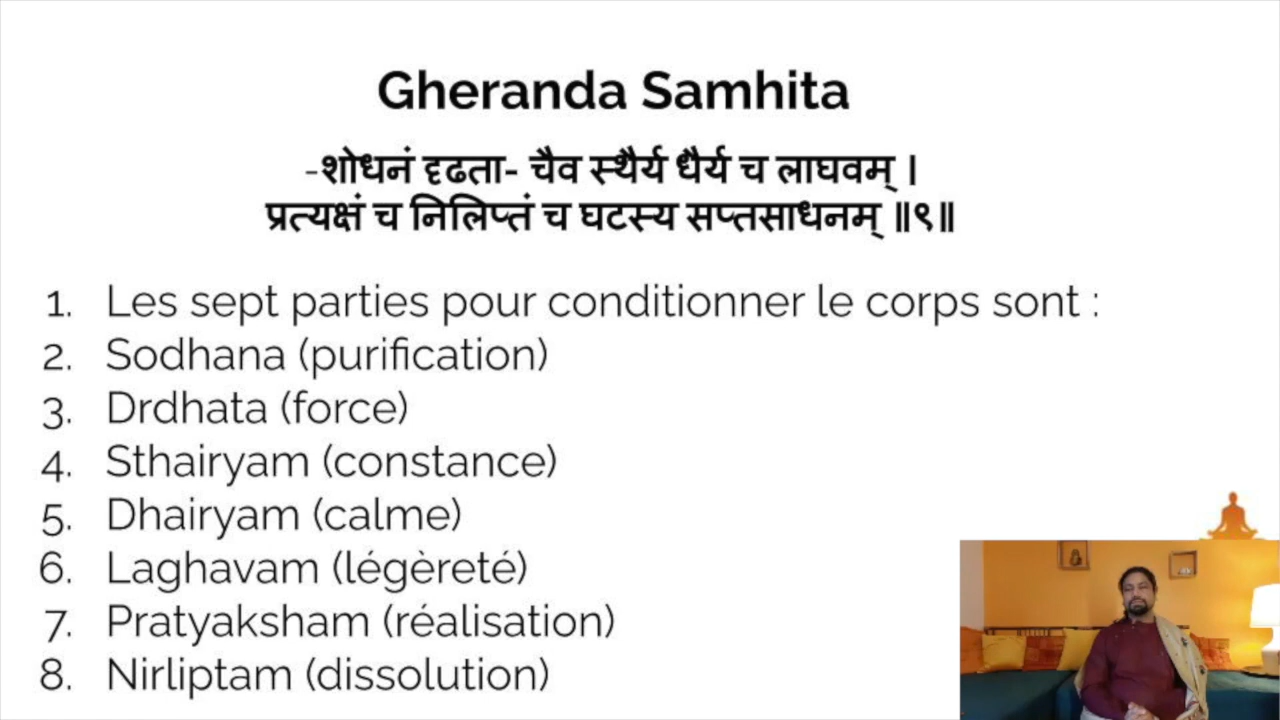 Gheranda Samhita
-शोधनं दृढता- चैव स्थैर्य धैर्य च लाघवम् ।
प्रत्यक्षं च निलिप्तं च घटस्य सप्तसाधनम् ॥९॥
1. Les sept parties pour conditionner le corps sont :
2. Sodhana (purification)
3. Drdhata (force)
4. Sthairyam (constance)
5. Dhairyam (calme)
6. Laghavam (légèreté)
7. Pratyaksham (réalisation)
8. Nirliptam (dissolution)